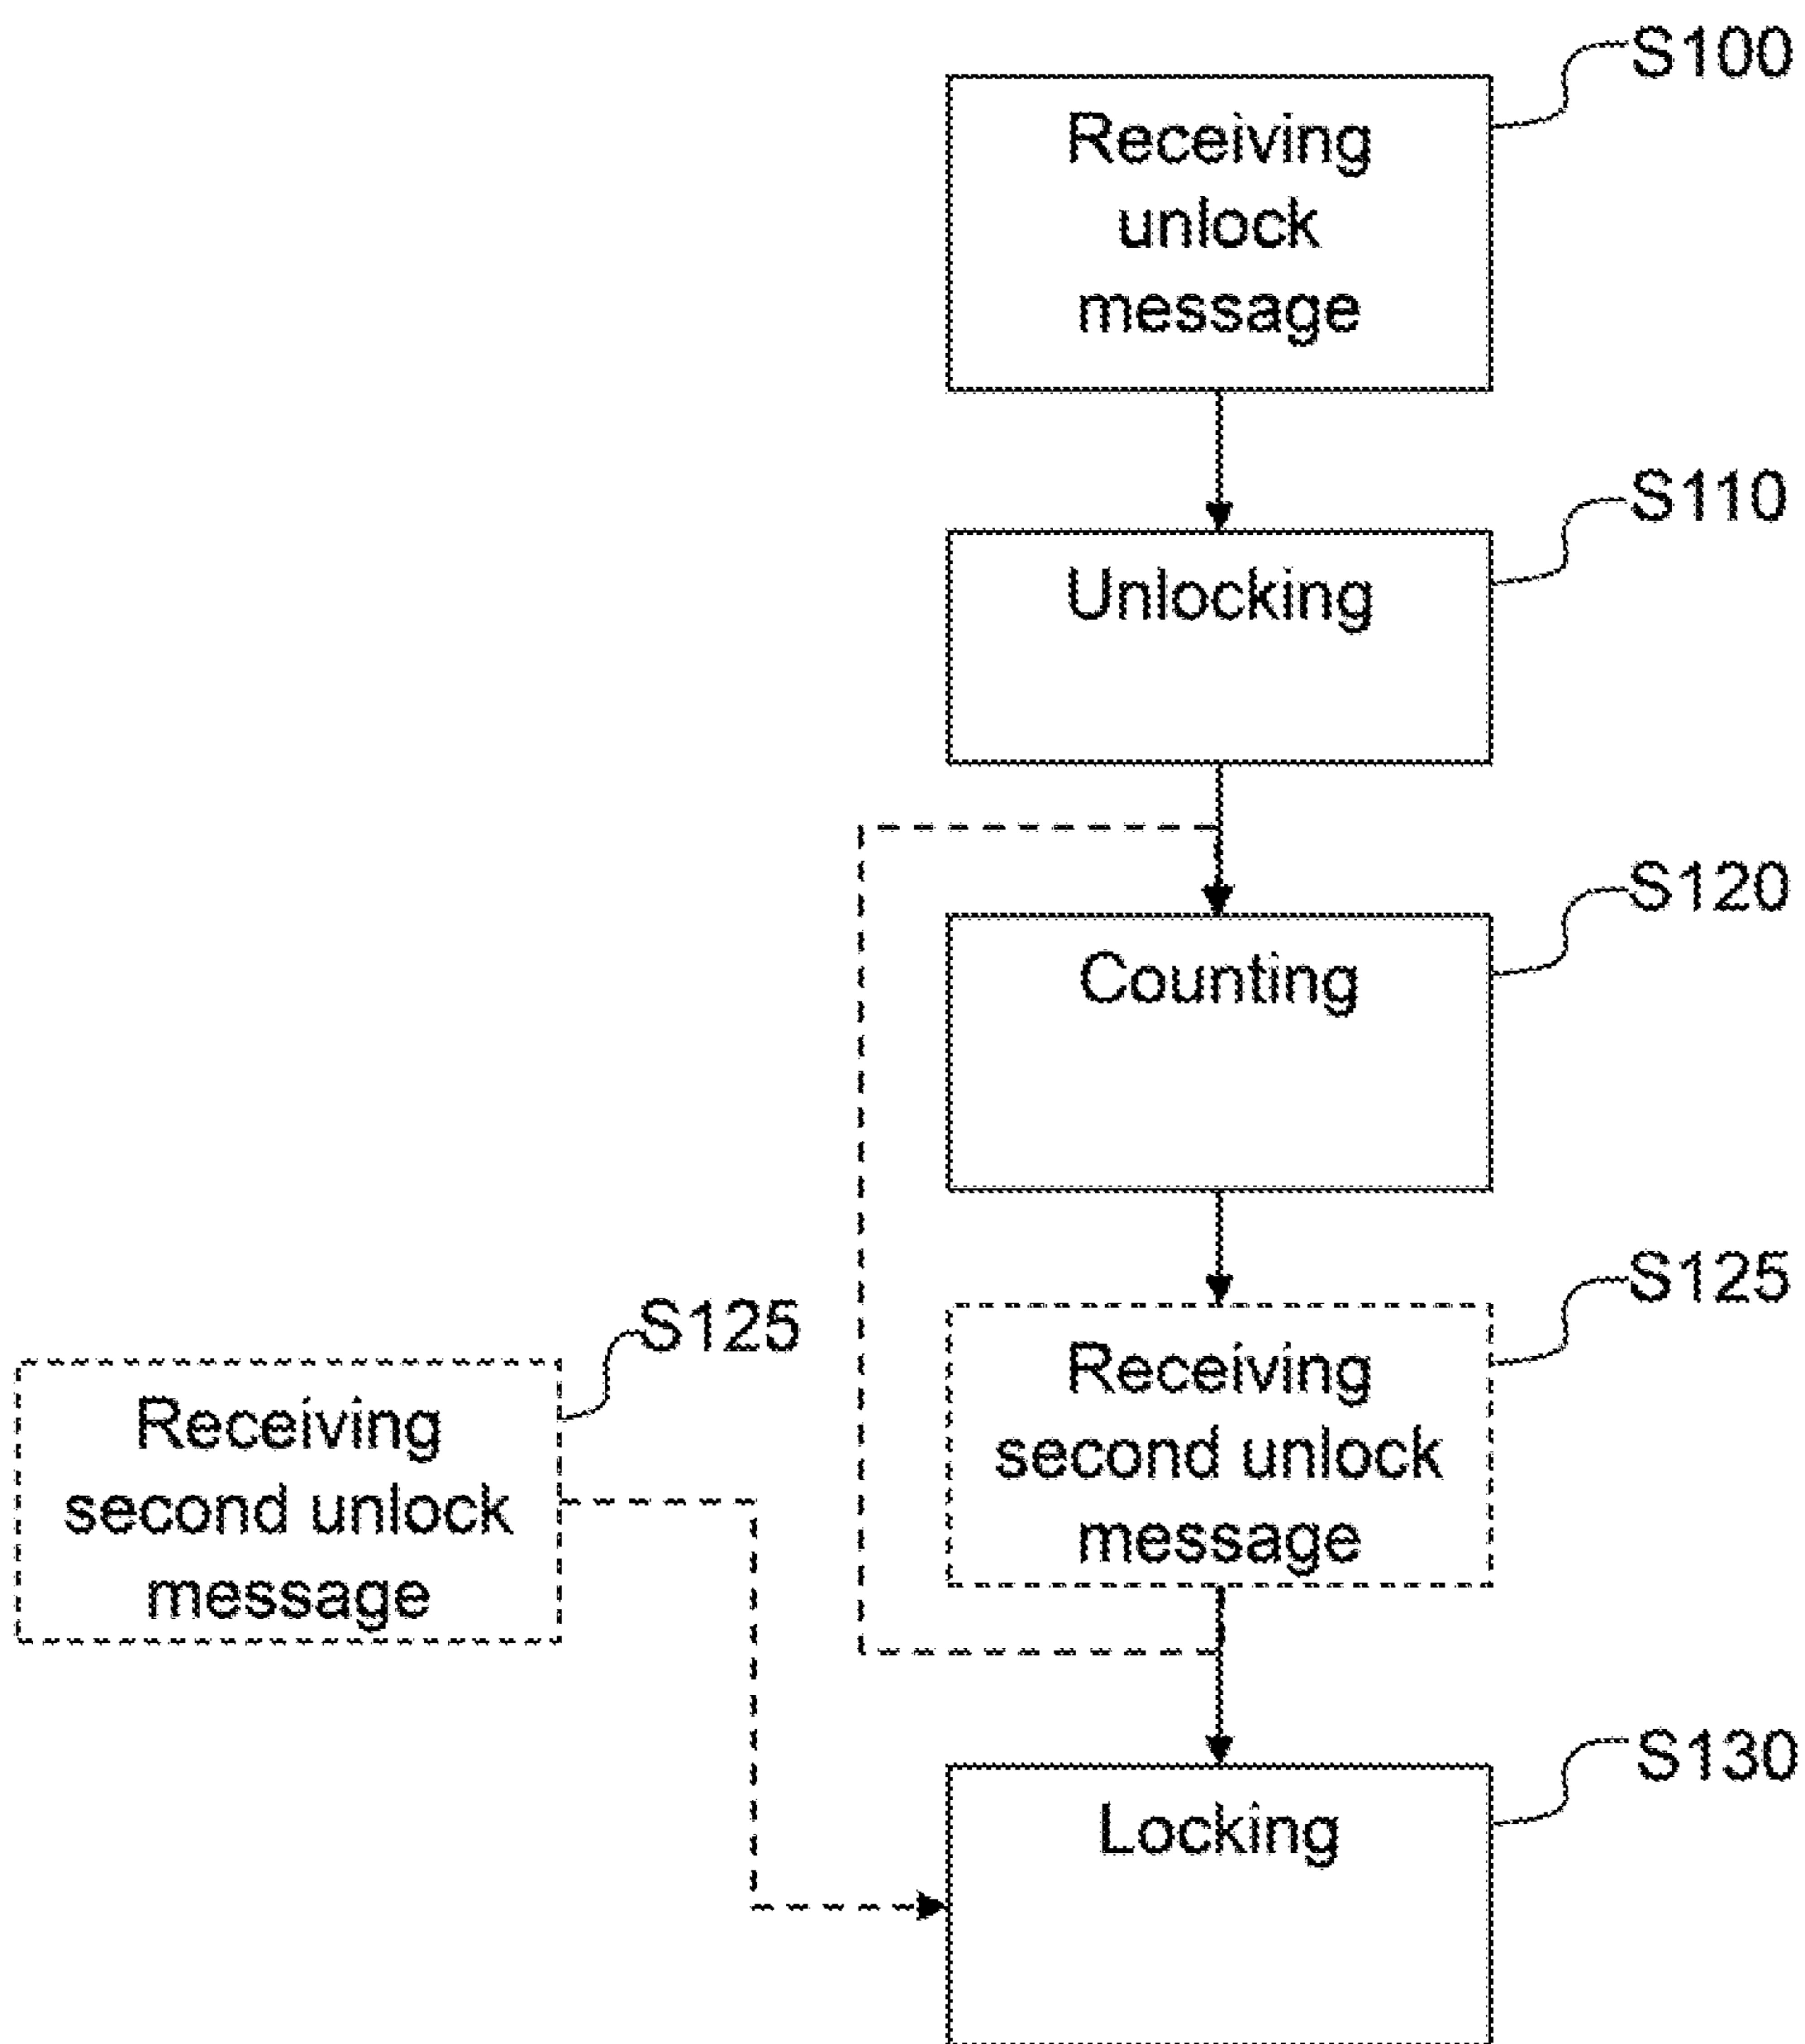 S100
Receiving
unlock
message
S110
Unlocking
S120
Counting
S125
Receiving
second unlock
message
S125
Receiving
second unlock
message
S130
Locking